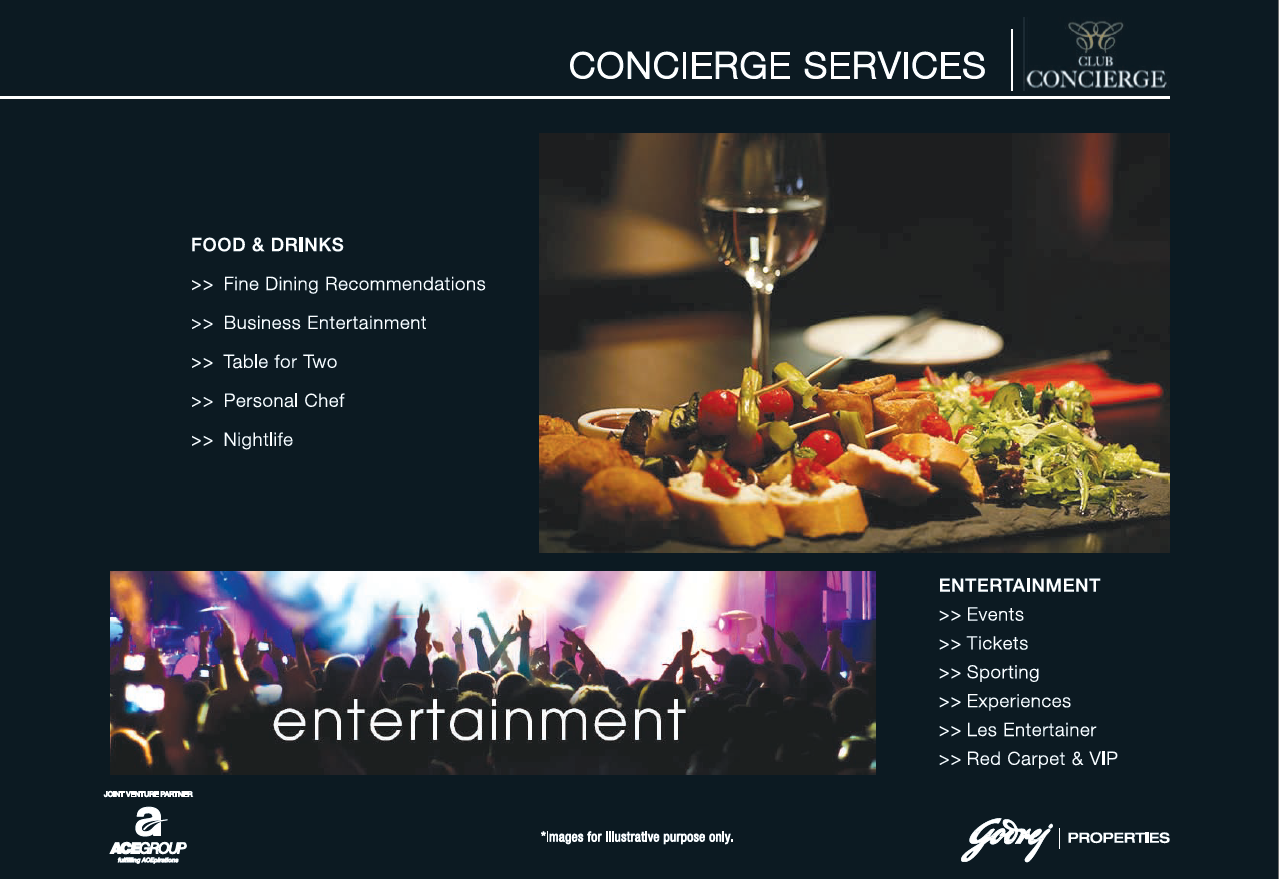 CONCIERGE SERVICES
CLUB
CONCIERGE
FOOD & DRINKS
>> Fine Dining Recommendations
>> Business Entertainment
>> Table for Two
>> Personal Chef
>> Nightlife
entertainment
ENTERTAINMENT
>> Events
>> Tickets
>> Sporting
>> Experiences
>> Les Entertainer
>> Red Carpet & VIP
JOINT VENTURE PARTNER
a
ACEGROUP
fulfilling ACEpirations
*Images for Illustrative purpose only.
Godrej | PROPERTIES